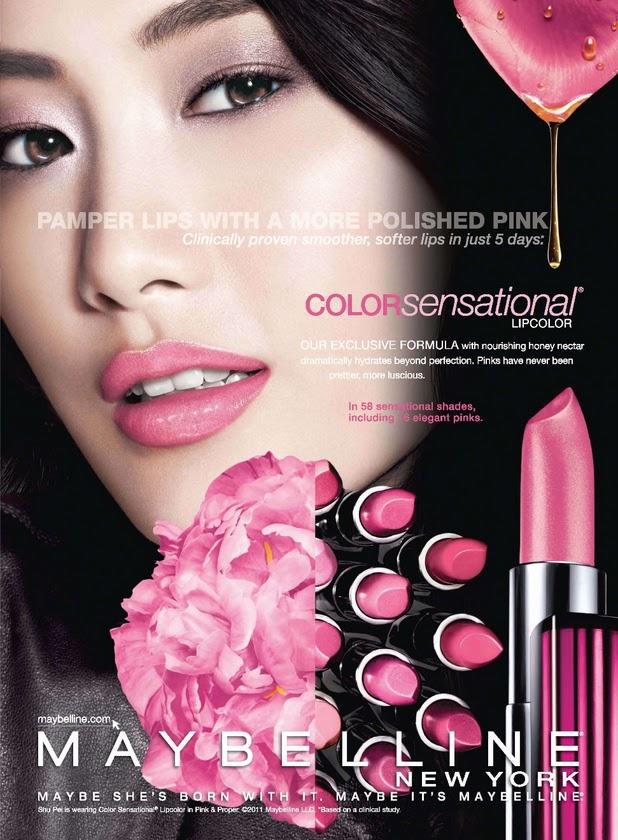 PAMPER LIPS WITH A MORE POLISHED PINK
Clinically proven smoother, softer lips in just 5 days:
COLORsensational®
LIPCOLOR
OUR EXCLUSIVE FORMULA with nourishing honey nectar
dramatically hydrates beyond perfection. Pinks have never been
prettier, more luscious.
In 58 sensational shades,
including 16 elegant pinks.
maybelline.com
MAYBELLINE®
NEW YORK
MAYBE SHE'S BORN WITH IT. MAYBE IT'S MAYBELLINE®
Shu Pei is wearing Color Sensational® Lipcolor in Pink & Proper. ©2011 Maybelline LLC. *Based on a clinical study.